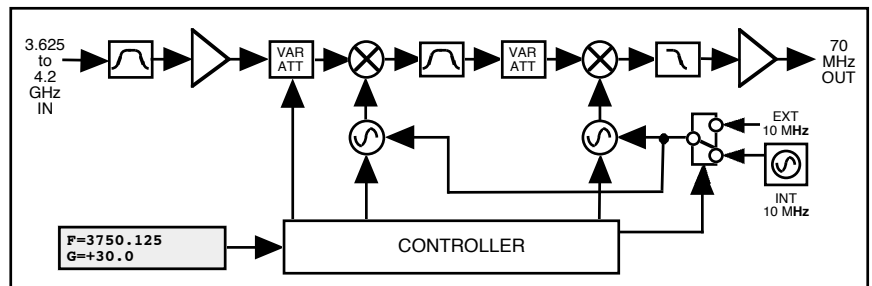 3.625
to
4.2
GHz
IN
VAR
ATT
VAR
ATT
70
MHz
OUT
EXT
10 MHz
INT
10 MHz
F=3750.125
G=+30.0
CONTROLLER